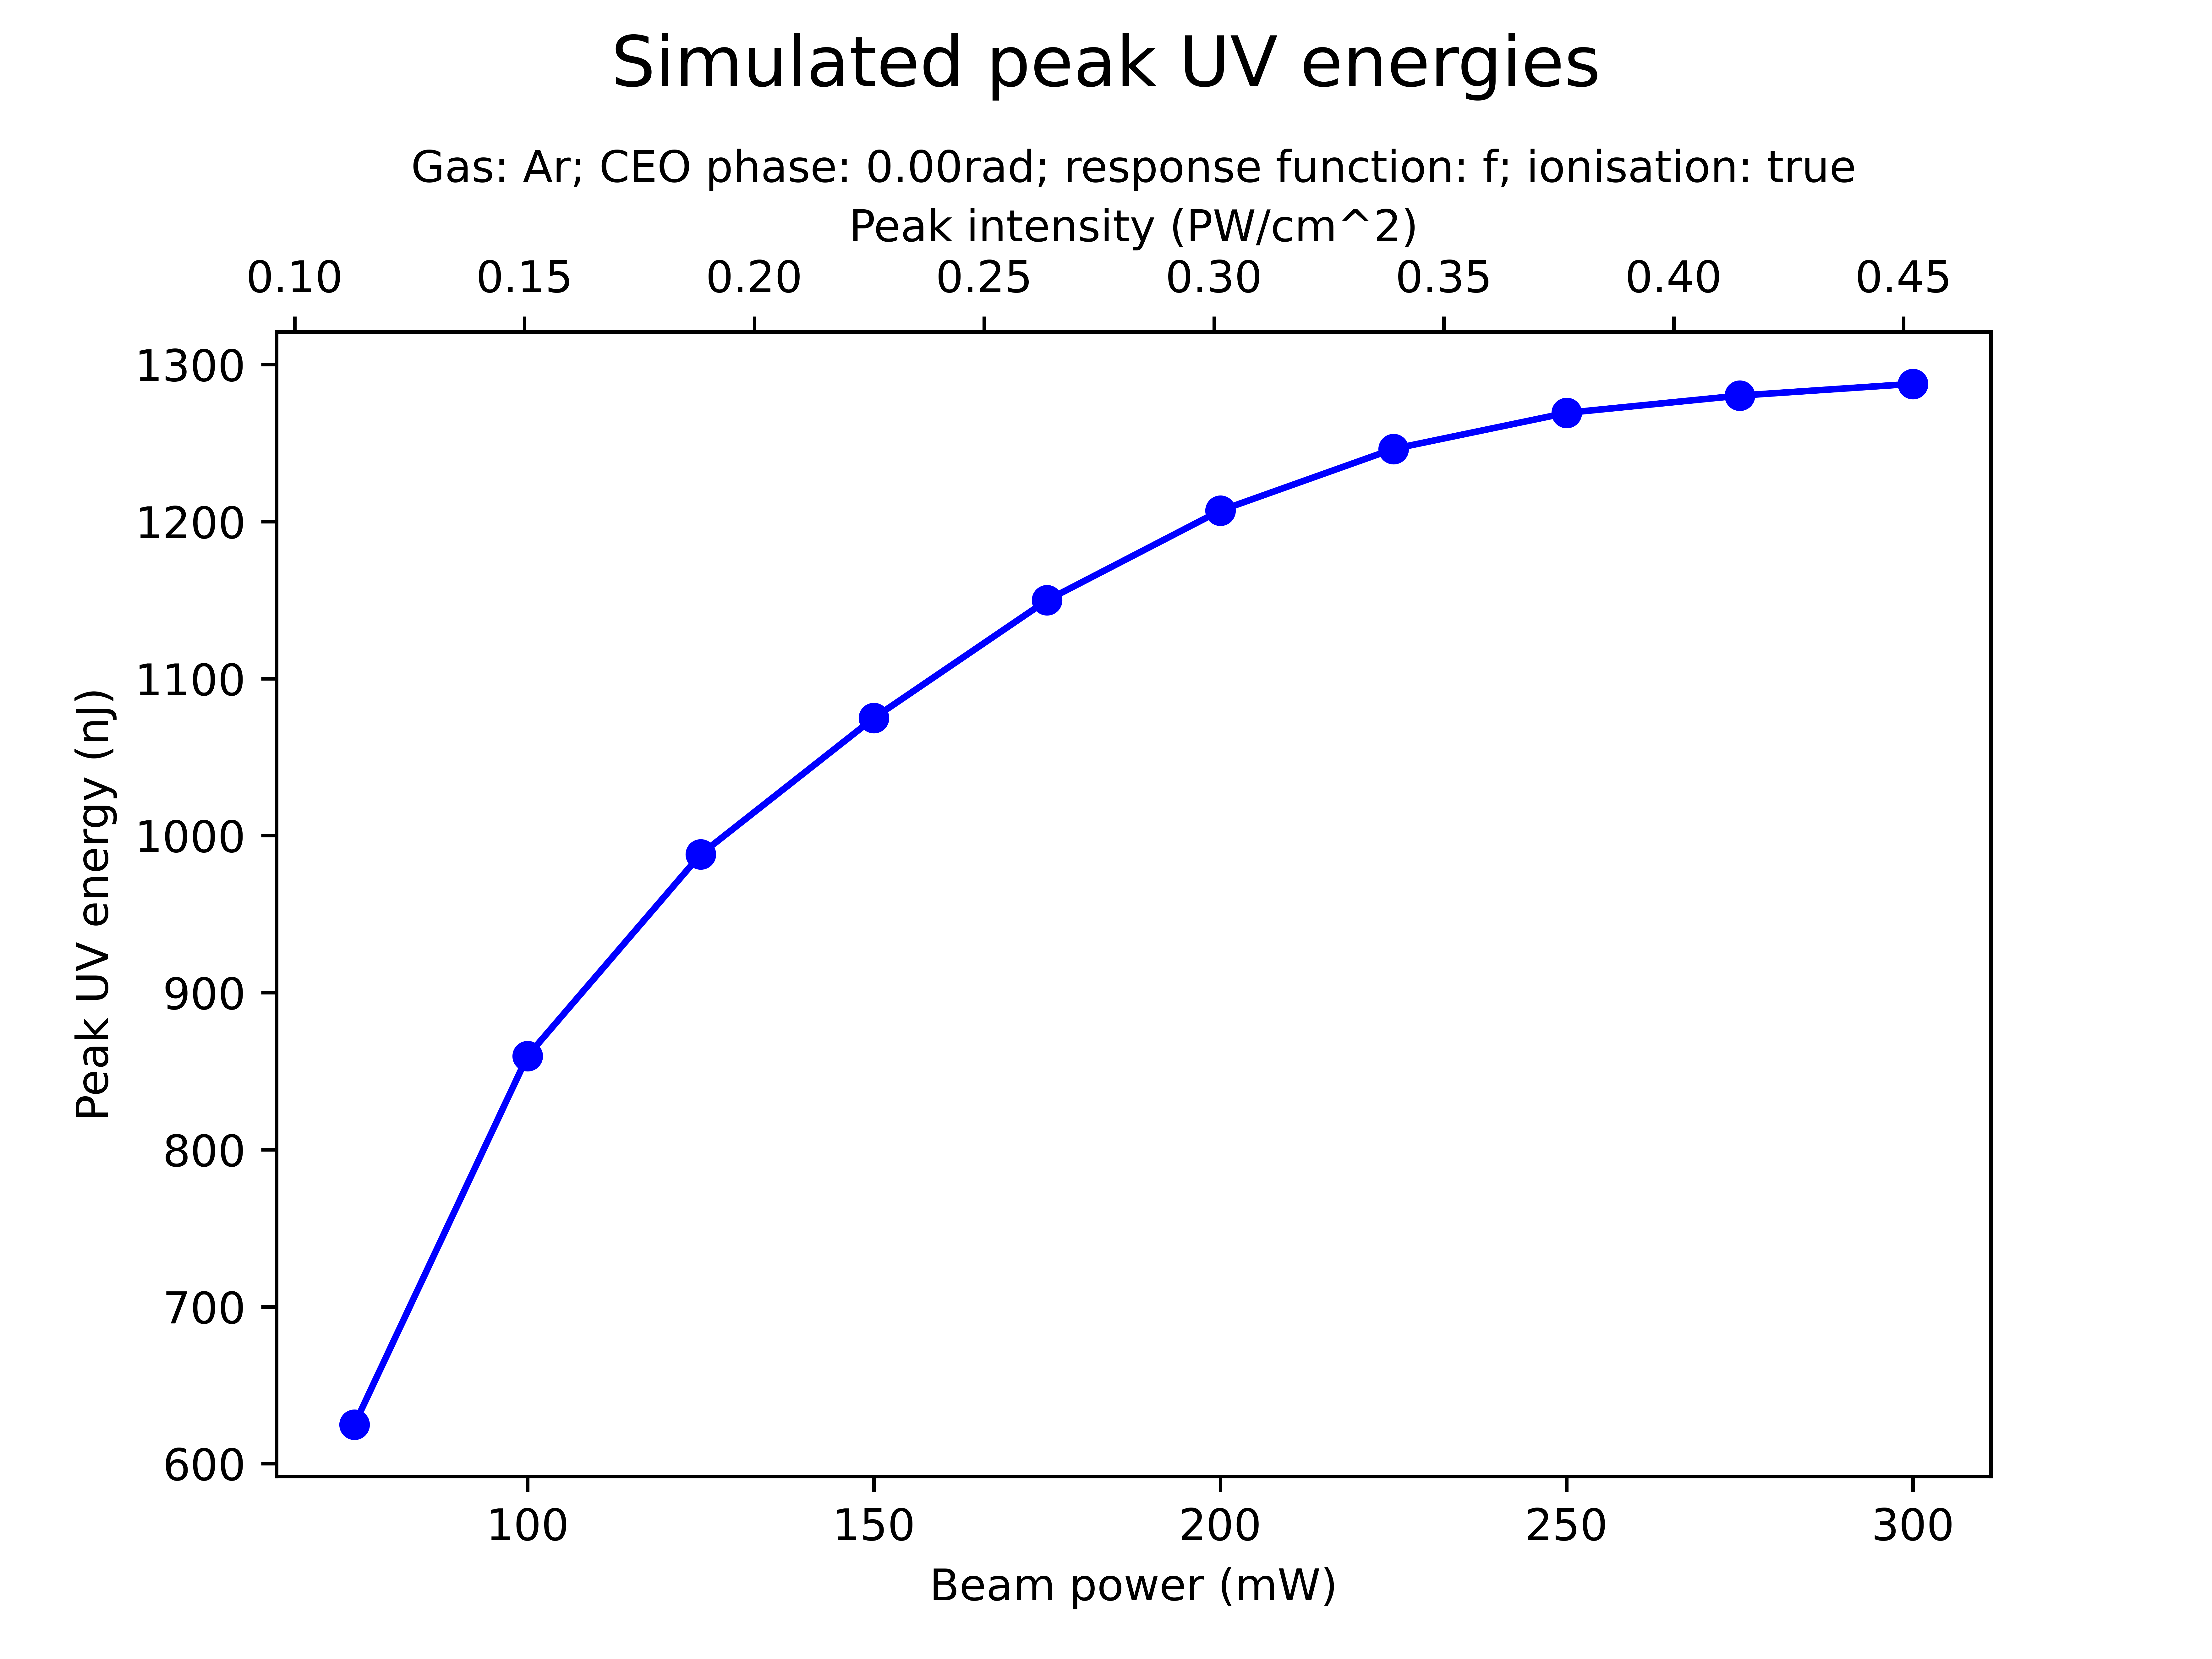 Simulated peak UV energies
Gas: Ar; CEO phase: 0.00rad; response function: f; ionisation: true
Peak intensity (PW/cm^2)
0.10 0.15 0.20 0.25 0.30 0.35 0.40 0.45
1300
1200
1100
1000
900
800
700
600
Peak UV energy (nJ)
100 150 200 250 300
Beam power (mW)